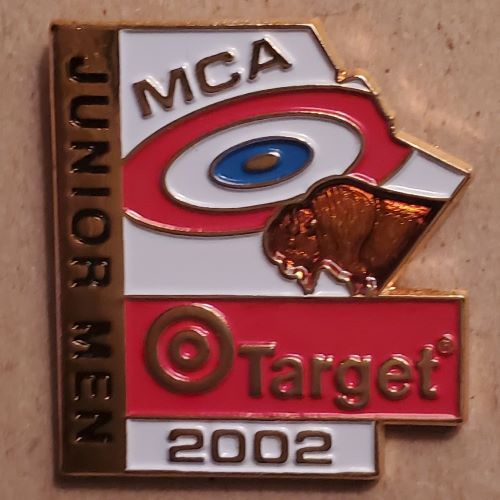 MCA
JUNIOR MEN
Target®
2002